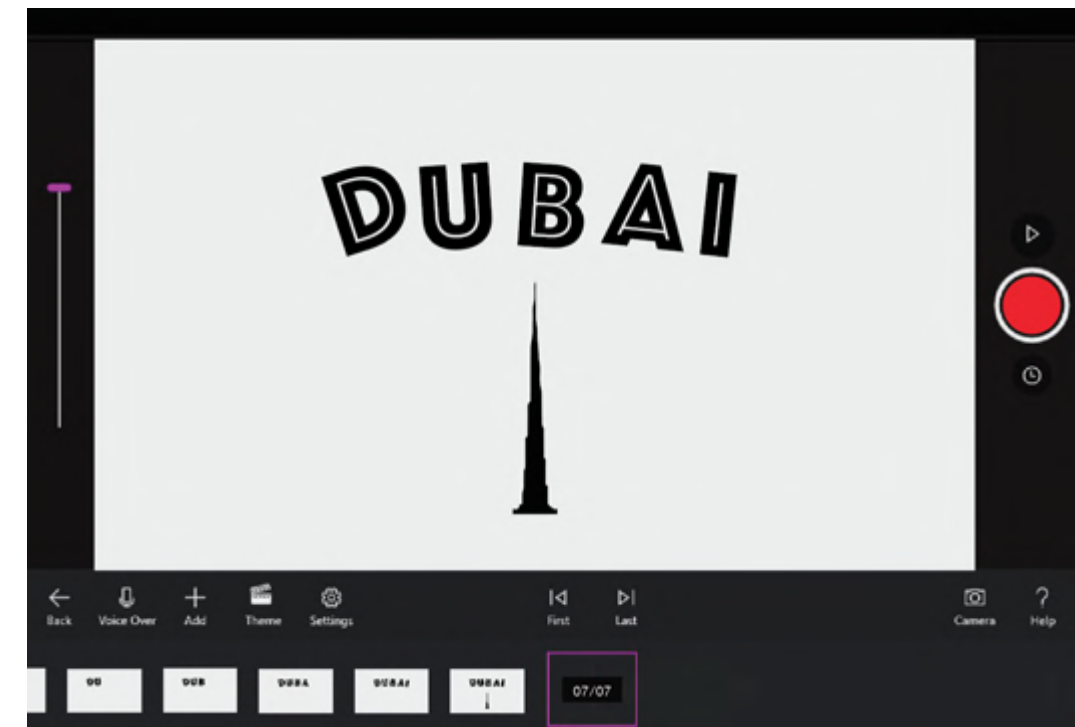 DUBAI
Back Voice Over Add Theme Settings First Last Camera Help
DU DUB DUBA DUBAI DUBAI 07/07